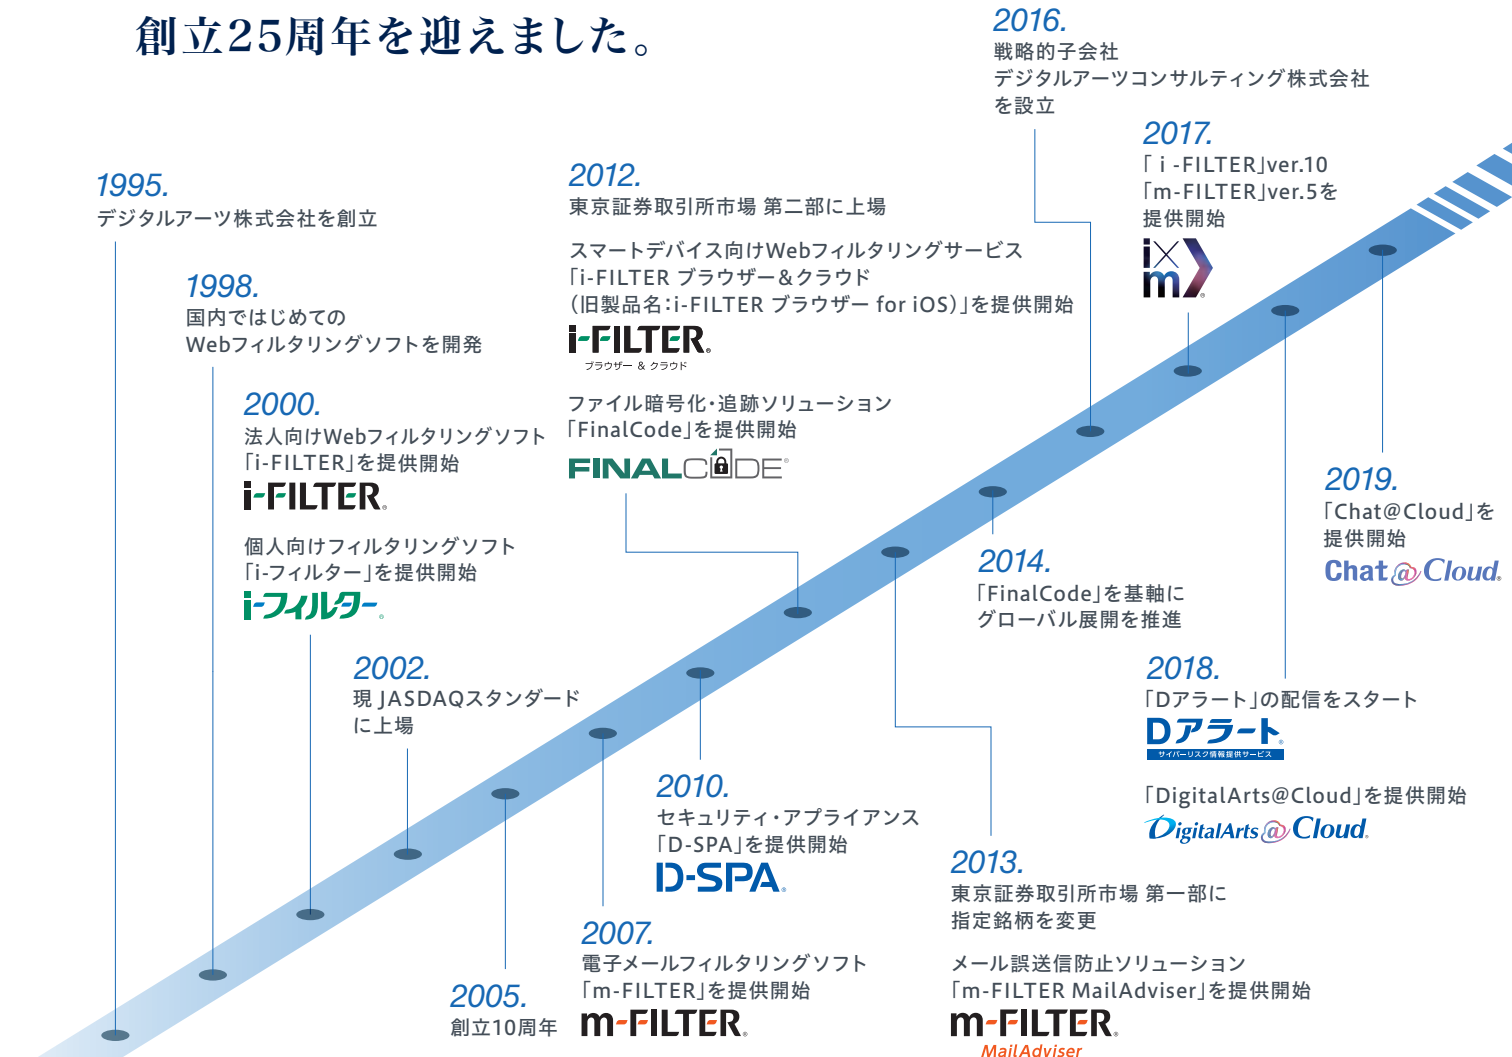 創立25周年を迎えました。
1995.
デジタルアーツ株式会社を創立
1998.
国内ではじめての
Webフィルタリングソフトを開発
2000.
法人向けWebフィルタリングソフト
「i-FILTER」を提供開始
i-FILTER®
個人向けフィルタリングソフト
「i-フィルター」を提供開始
i-フィルター®
2002.
現 JASDAQスタンダード
に上場
2005.
創立10周年
2007.
電子メールフィルタリングソフト
「m-FILTER」を提供開始
m-FILTER®
2010.
セキュリティ・アプライアンス
「D-SPA」を提供開始
D-SPA®
2012.
東京証券取引所市場 第二部に上場
スマートデバイス向けWebフィルタリングサービス
「i-FILTER ブラウザー&クラウド
(旧製品名:i-FILTER ブラウザー for iOS)」を提供開始
i-FILTER®
ブラウザー & クラウド
ファイル暗号化・追跡ソリューション
「FinalCode」を提供開始
FINALCODE®
2013.
東京証券取引所市場 第一部に
指定銘柄を変更
メール誤送信防止ソリューション
「m-FILTER MailAdviser」を提供開始
m-FILTER®
MailAdviser
2014.
「FinalCode」を基軸に
グローバル展開を推進
2016.
戦略的子会社
デジタルアーツコンサルティング株式会社
を設立
2017.
「 i -FILTER」ver.10
「m-FILTER」ver.5を
提供開始
i×
m®
2018.
「Dアラート」の配信をスタート
Dアラート®
サイバーリスク情報提供サービス
「DigitalArts@Cloud」を提供開始
DigitalArts@Cloud®
2019.
「Chat@Cloud」を
提供開始
Chat@Cloud®